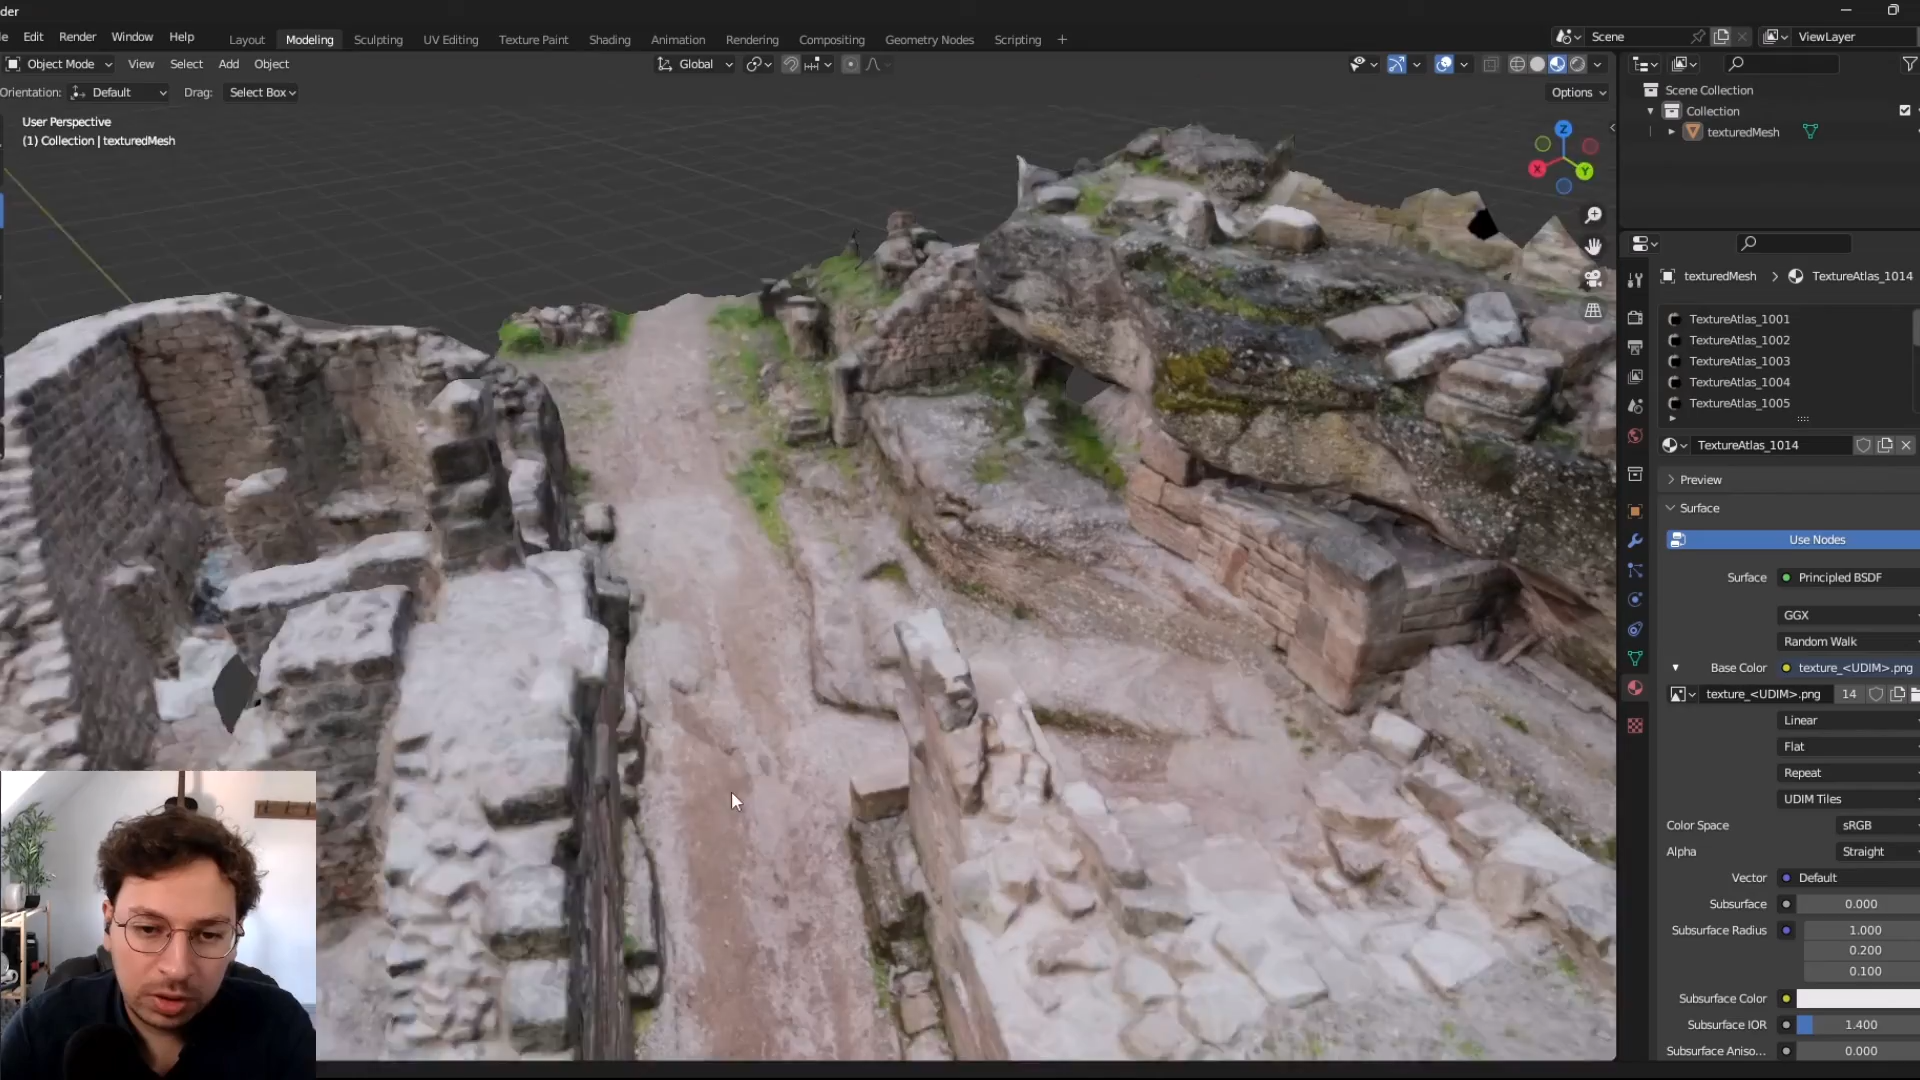 der
le Edit Render Window Help Layout Modeling Sculpting UV Editing Texture Paint Shading Animation Rendering Compositing Geometry Nodes Scripting + Scene ViewLayer
Object Mode View Select Add Object Global
Orientation: Default Drag: Select Box Options
User Perspective
(1) Collection | texturedMesh
Z
X
Y
Scene Collection
Collection
texturedMesh
texturedMesh > TextureAtlas_1014
TextureAtlas_1001
TextureAtlas_1002
TextureAtlas_1003
TextureAtlas_1004
TextureAtlas_1005
TextureAtlas_1014
Preview
Surface
Use Nodes
Surface Principled BSDF
GGX
Random Walk
Base Color texture_<UDIM>.png
texture_<UDIM>.png 14
Linear
Flat
Repeat
UDIM Tiles
Color Space sRGB
Alpha Straight
Vector Default
Subsurface 0.000
Subsurface Radius 1.000
0.200
0.100
Subsurface Color
Subsurface IOR 1.400
Subsurface Aniso... 0.000